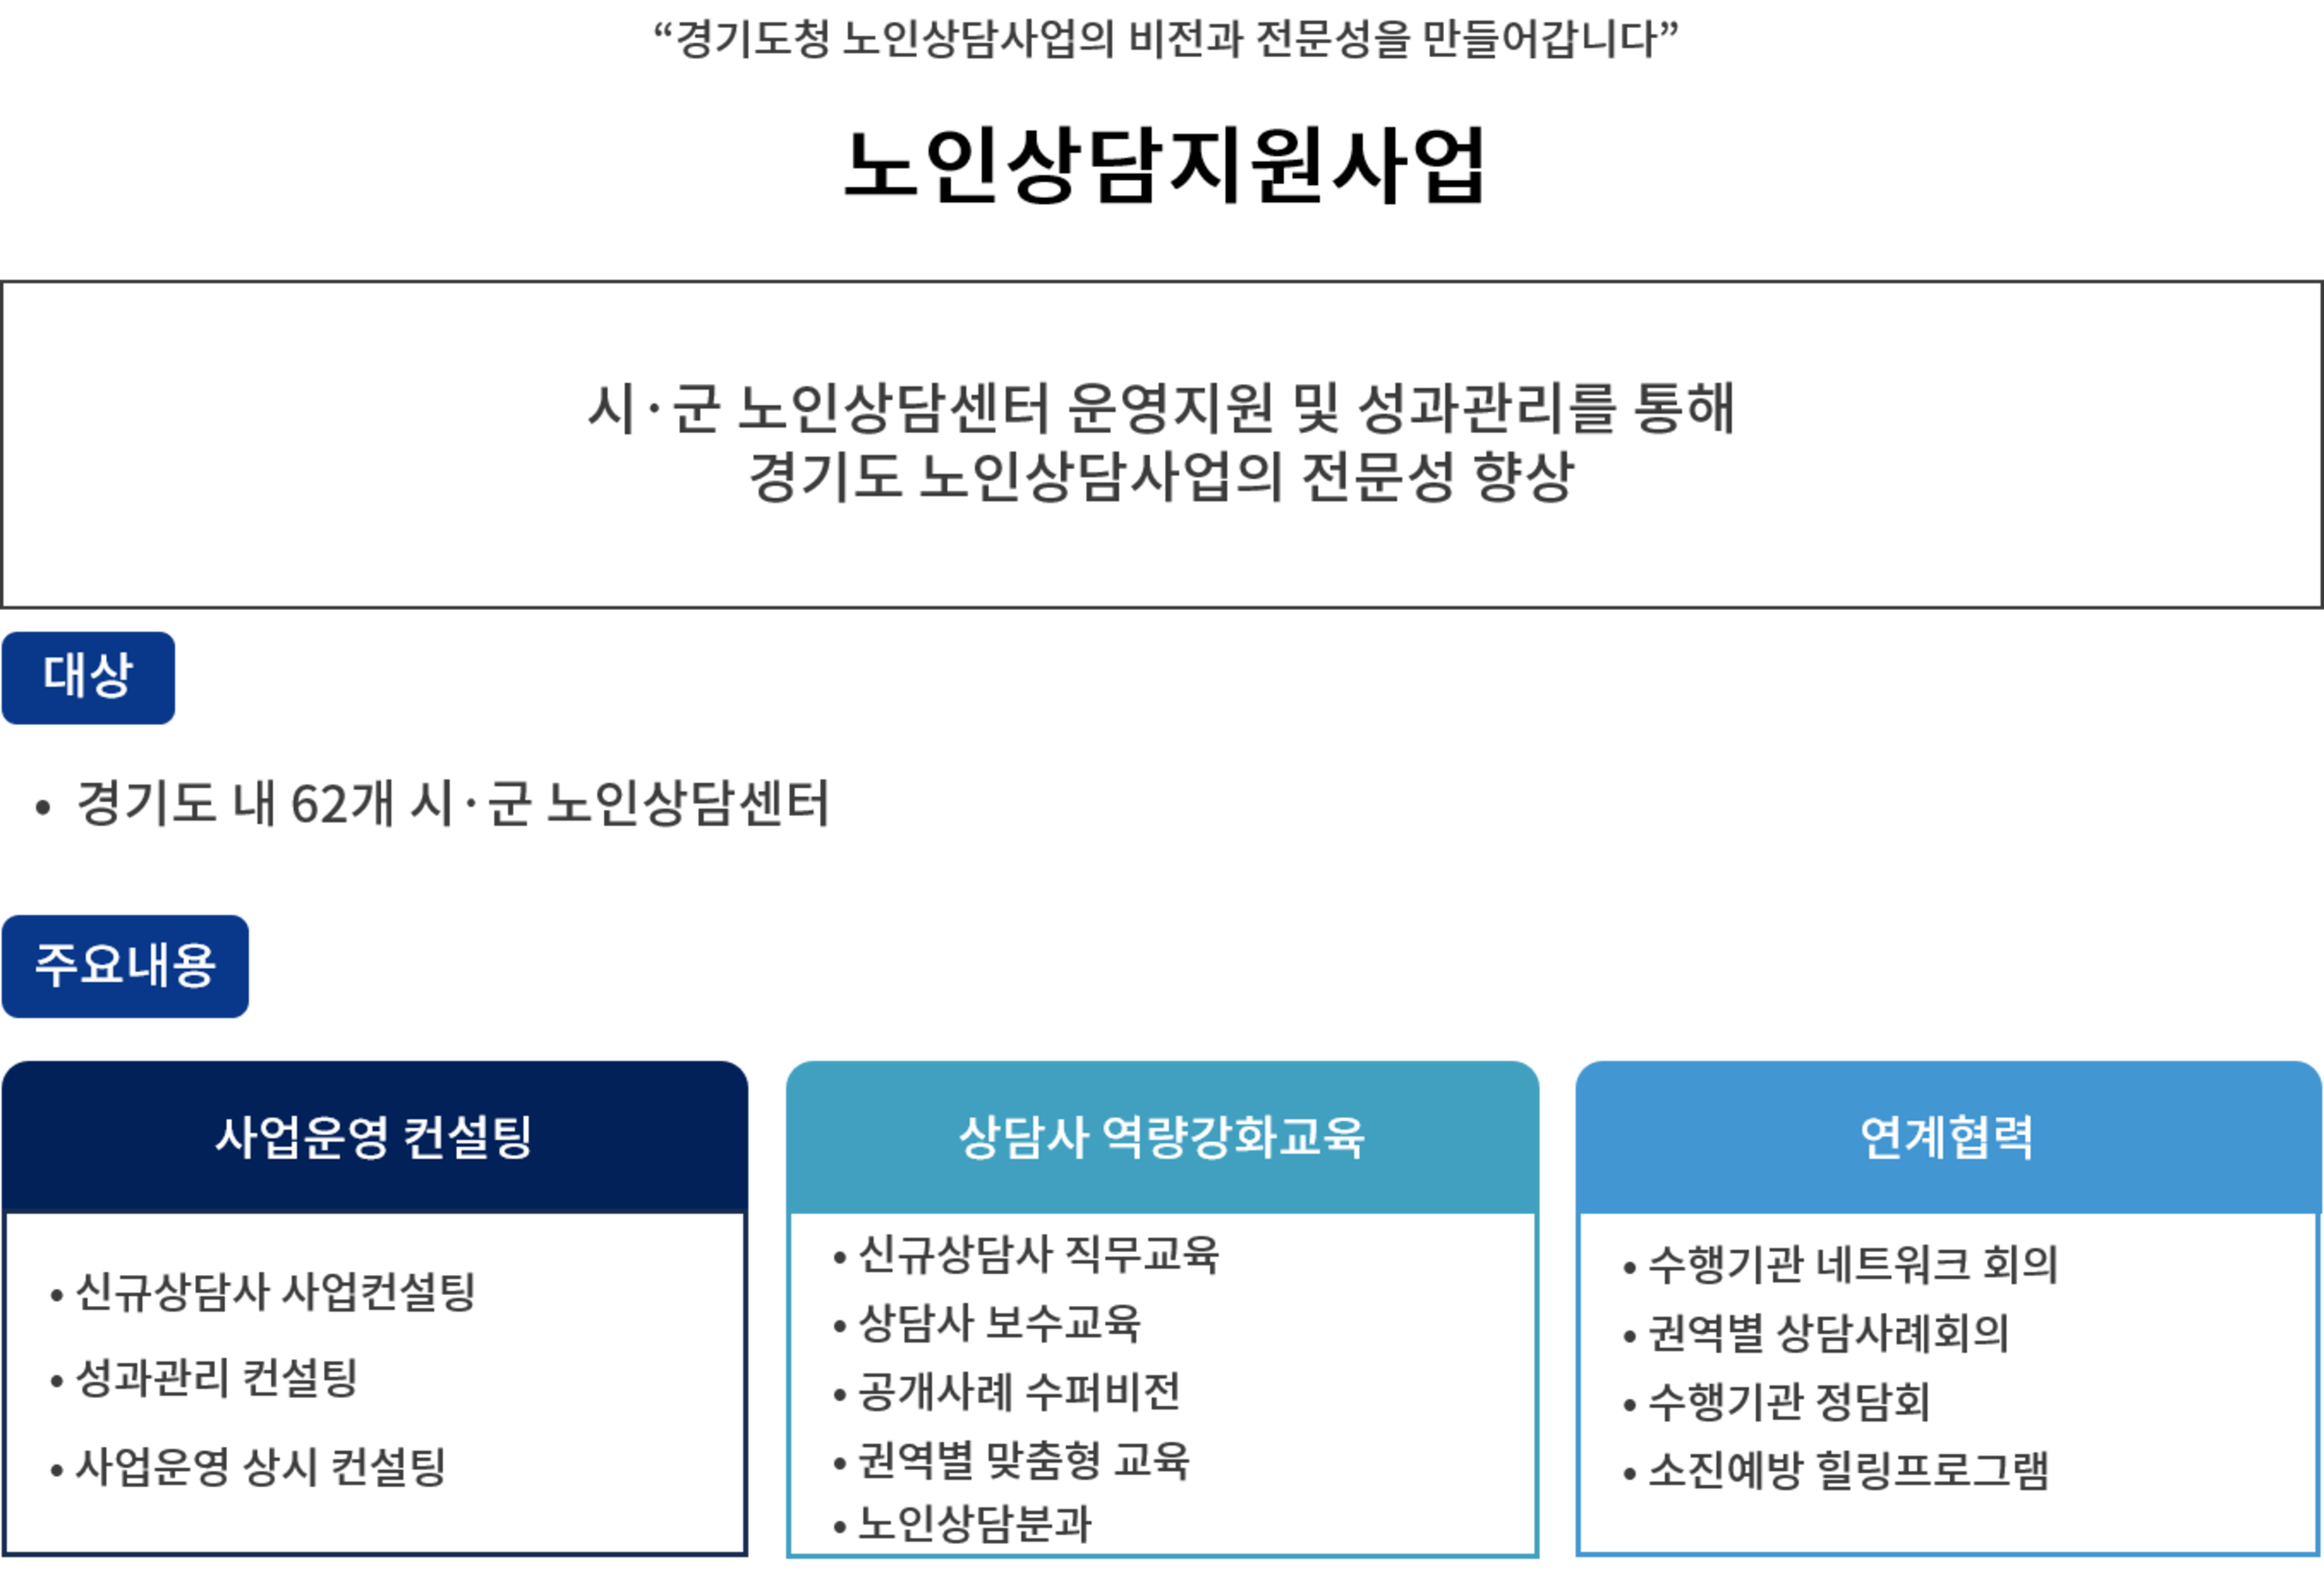 “경기도청 노인상담사업의 비전과 전문성을 만들어갑니다”
노인상담지원사업
시·군 노인상담센터 운영지원 및 성과관리를 통해
경기도 노인상담사업의 전문성 향상
대상
• 경기도 내 62개 시·군 노인상담센터
주요내용
사업운영 컨설팅
• 신규상담사 사업컨설팅
• 성과관리 컨설팅
• 사업운영 상시 컨설팅
상담사 역량강화교육
• 신규상담사 직무교육
• 상담사 보수교육
• 공개사례 수퍼비전
• 권역별 맞춤형 교육
• 노인상담분과
연계협력
• 수행기관 네트워크 회의
• 권역별 상담사례회의
• 수행기관 정담회
• 소진예방 힐링프로그램